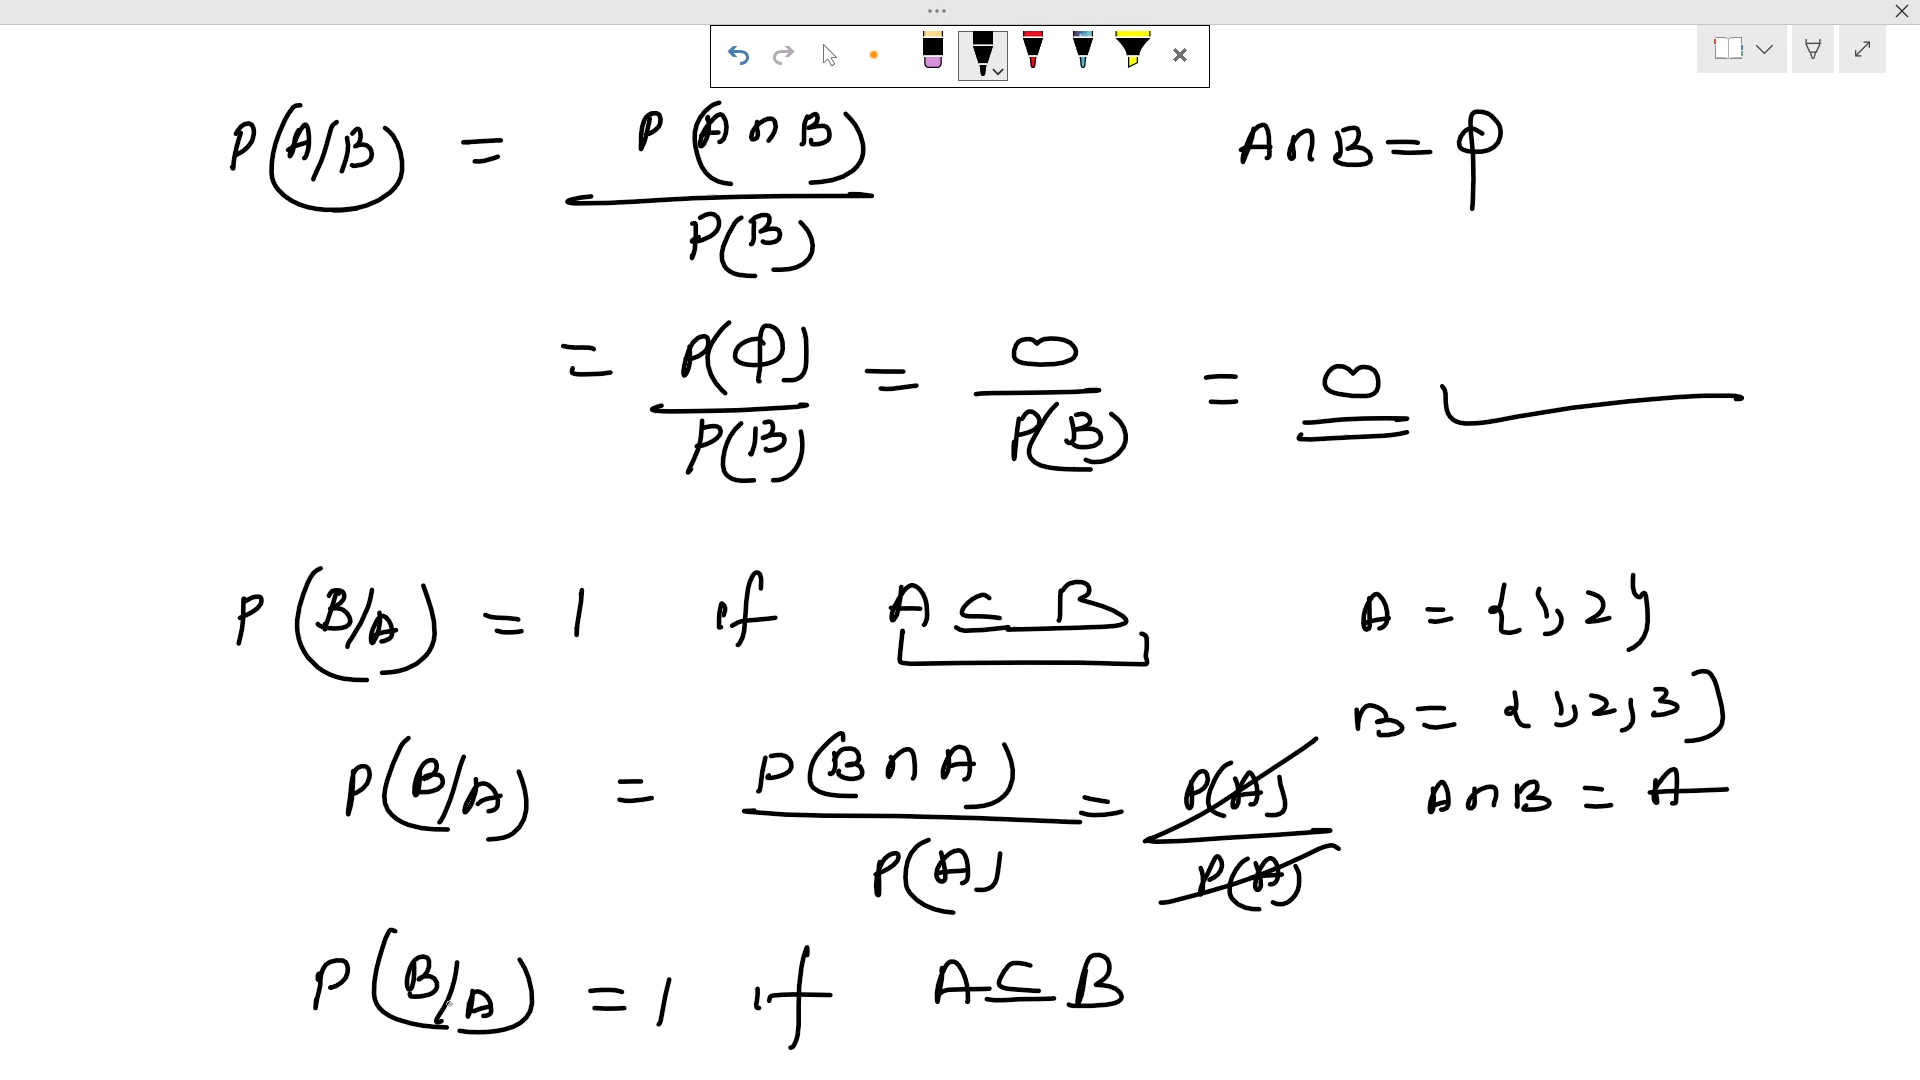 P(A/B) = P(A∩B) / P(B)
A∩B = φ
= P(φ) / P(B) = 0 / P(B) = 0
P(B/A) = 1 if A ⊆ B
A = {1, 2}
B = {1, 2, 3}
A∩B = A
P(B/A) = P(B∩A) / P(A) = P(A) / P(A)
P(B/A) = 1 if A ⊆ B